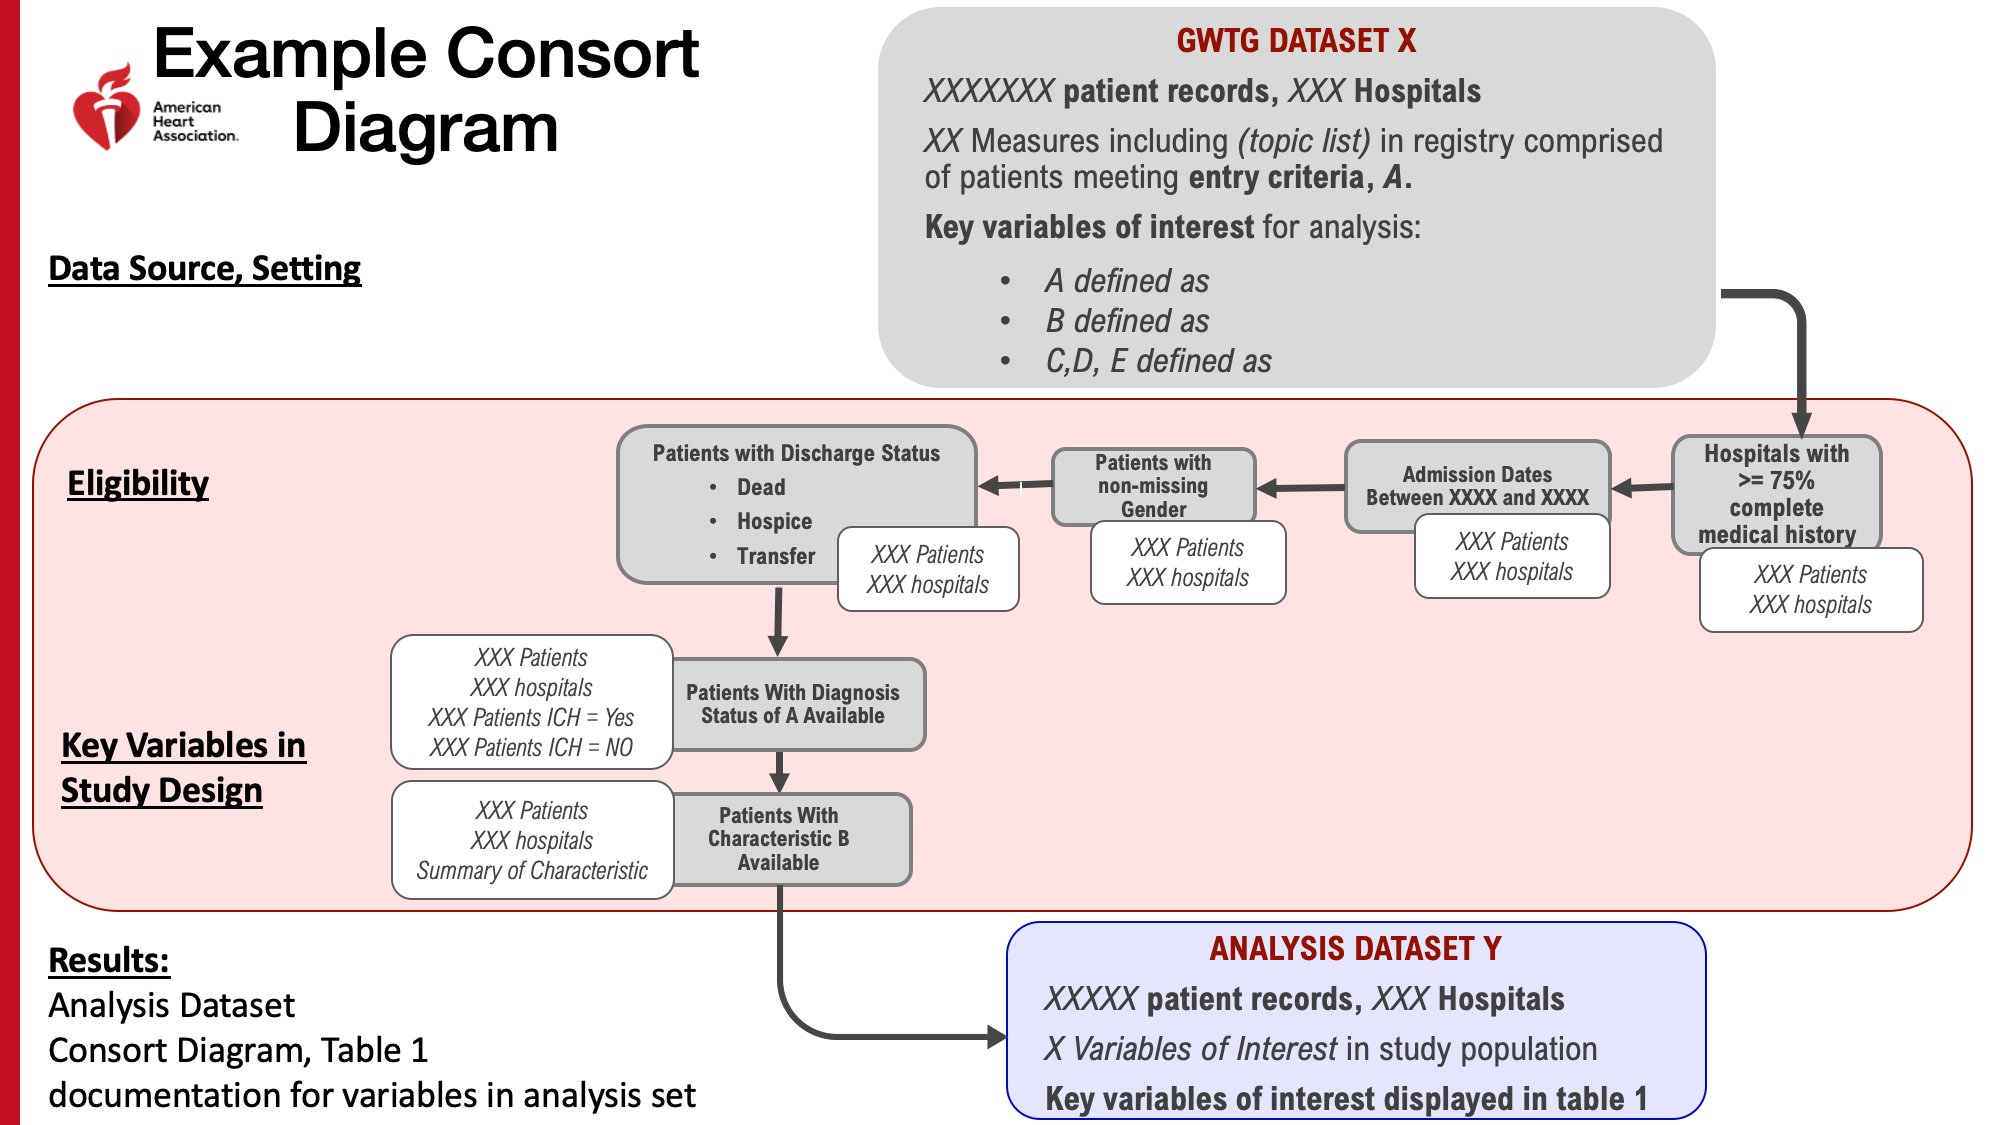 Example Consort
Diagram
American
Heart
Association.
GWTG DATASET X
XXXXXXX patient records, XXX Hospitals
XX Measures including (topic list) in registry comprised
of patients meeting entry criteria, A.
Key variables of interest for analysis:
• A defined as
• B defined as
• C,D, E defined as
Data Source, Setting
Eligibility
Hospitals with
>= 75%
complete
medical history
XXX Patients
XXX hospitals
Admission Dates
Between XXXX and XXXX
XXX Patients
XXX hospitals
Patients with
non-missing
Gender
XXX Patients
XXX hospitals
Patients with Discharge Status
• Dead
• Hospice
• Transfer
XXX Patients
XXX hospitals
Key Variables in
Study Design
Patients With Diagnosis
Status of A Available
XXX Patients
XXX hospitals
XXX Patients ICH = Yes
XXX Patients ICH = NO
Patients With
Characteristic B
Available
XXX Patients
XXX hospitals
Summary of Characteristic
Results:
Analysis Dataset
Consort Diagram, Table 1
documentation for variables in analysis set
ANALYSIS DATASET Y
XXXXX patient records, XXX Hospitals
X Variables of Interest in study population
Key variables of interest displayed in table 1